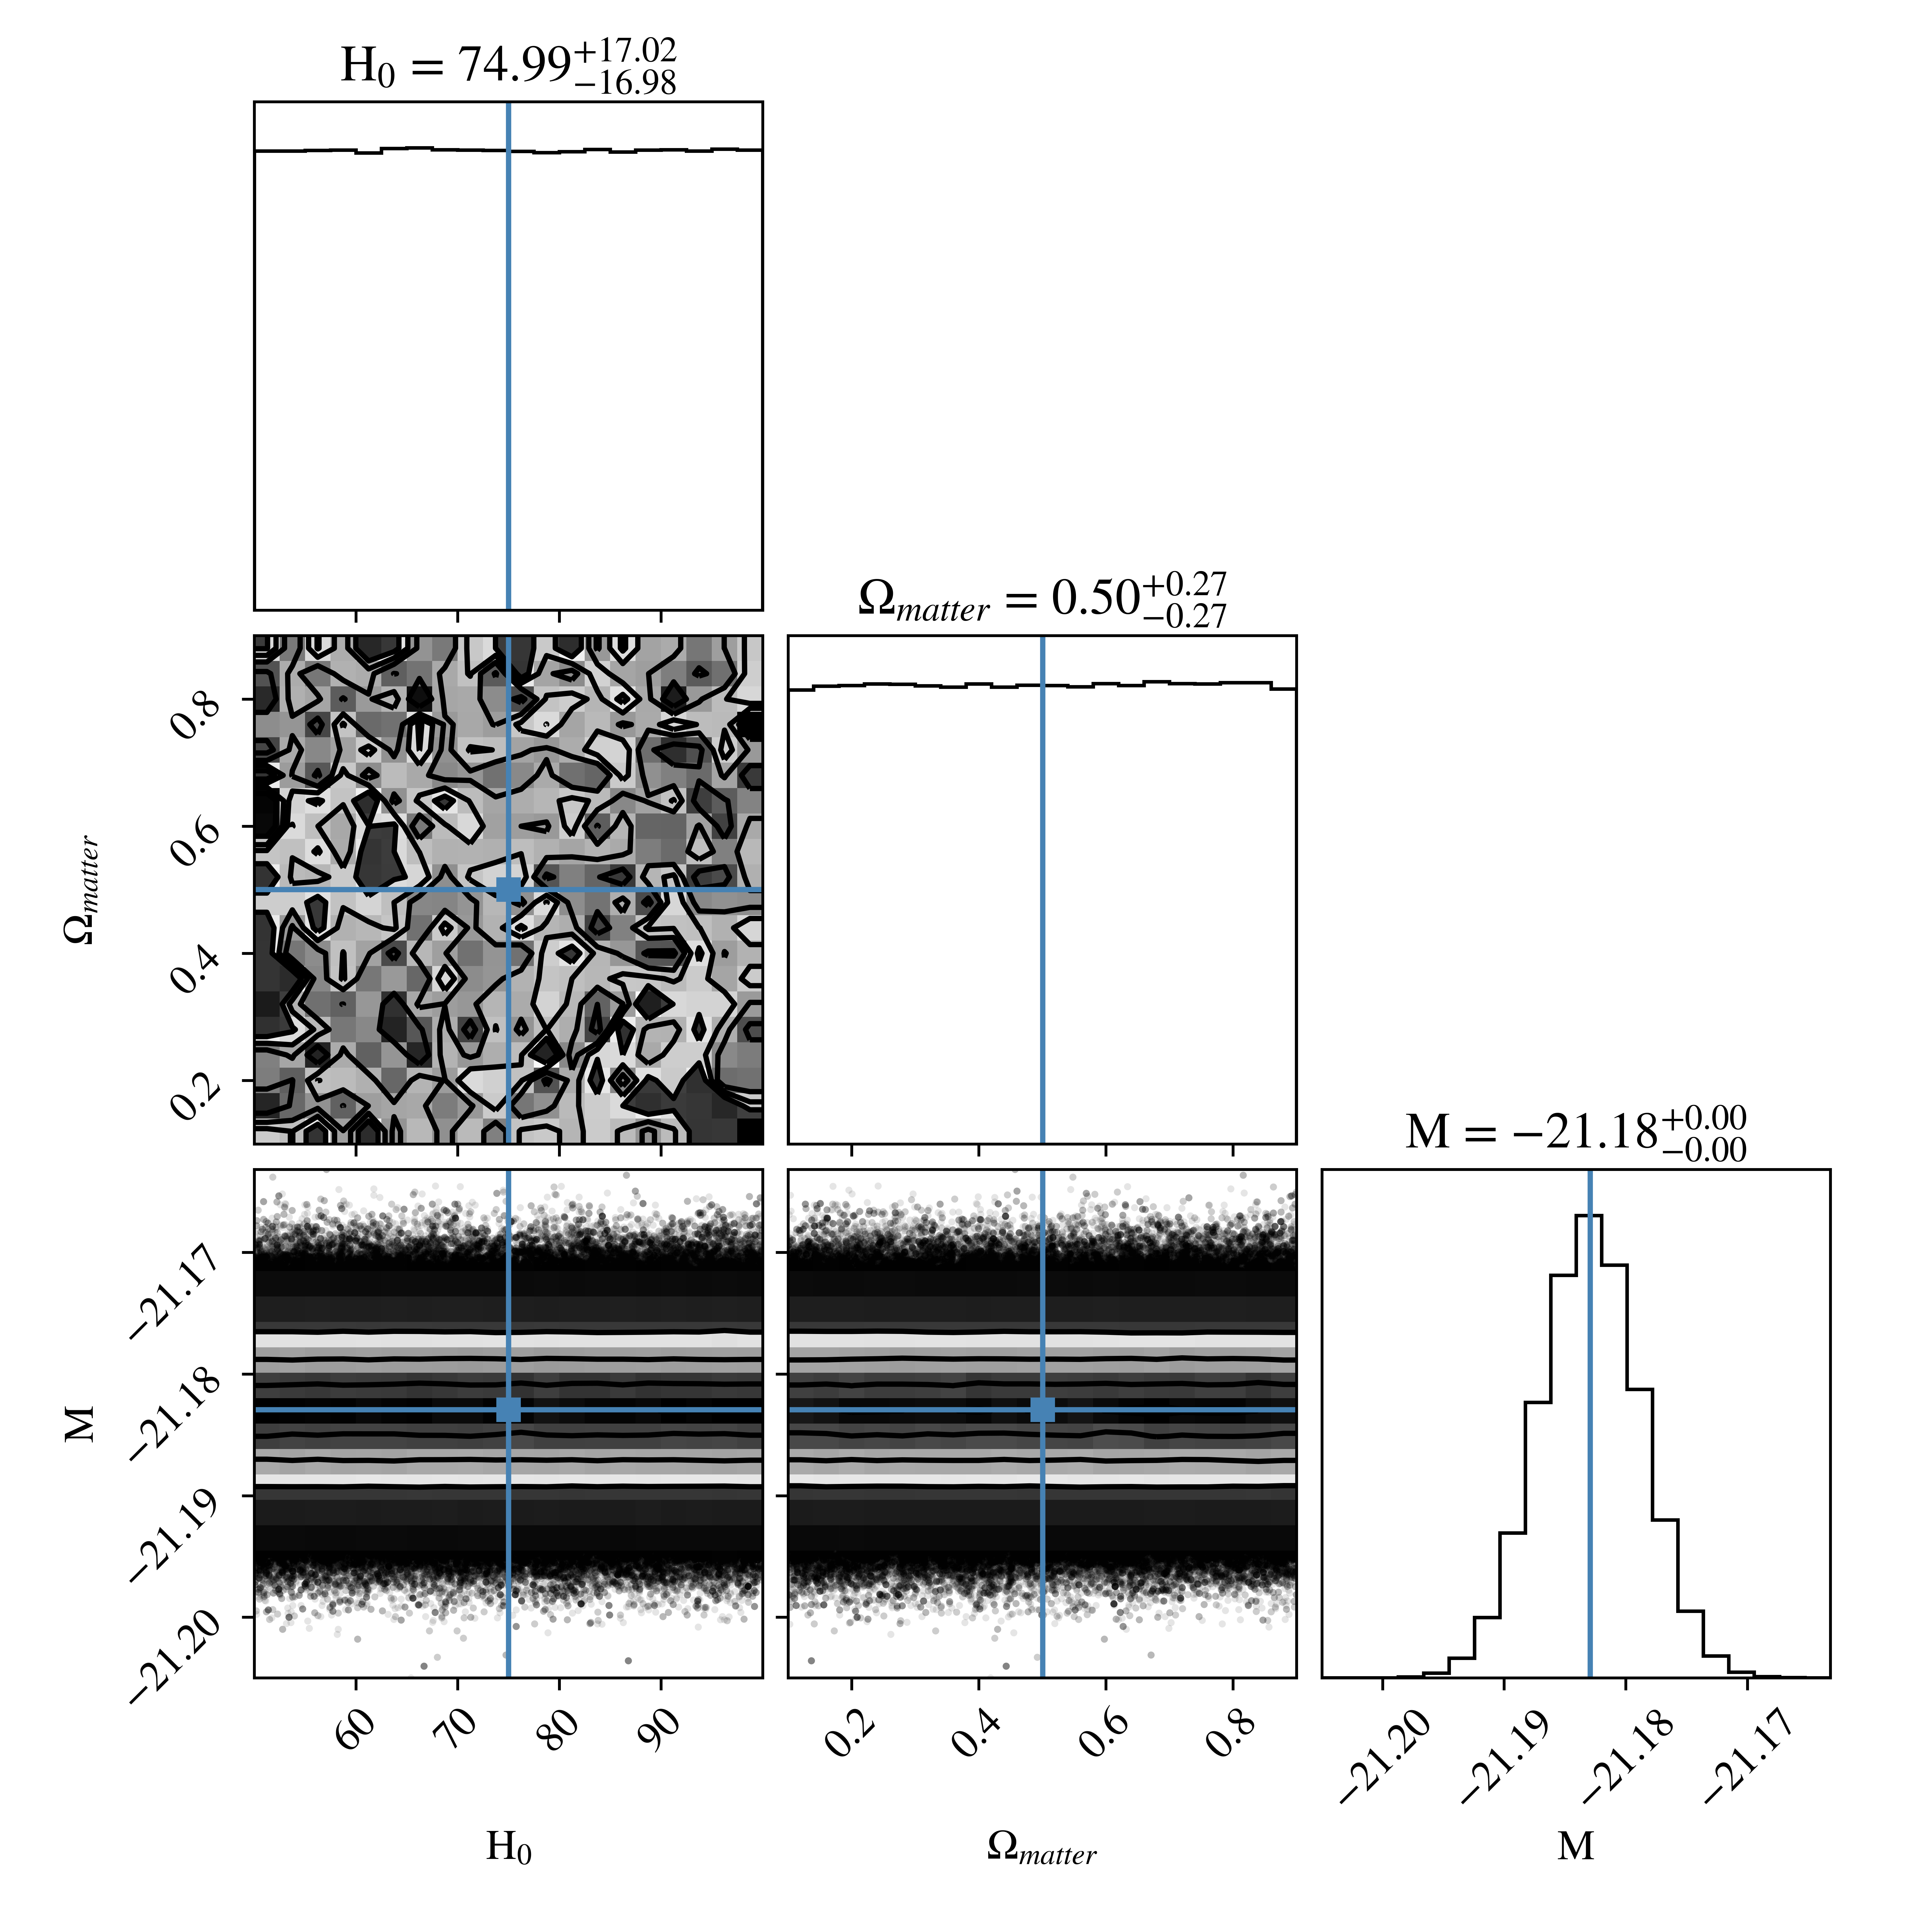 H₀ = 74.99+17.02−16.98
Ωmatter = 0.50+0.27−0.27
Ωmatter
0.8
0.6
0.4
0.2
M = −21.18+0.00−0.00
M
−21.17
−21.18
−21.19
−21.20
60 70 80 90
0.2 0.4 0.6 0.8
−21.20 −21.19 −21.18 −21.17
H₀
Ωmatter
M